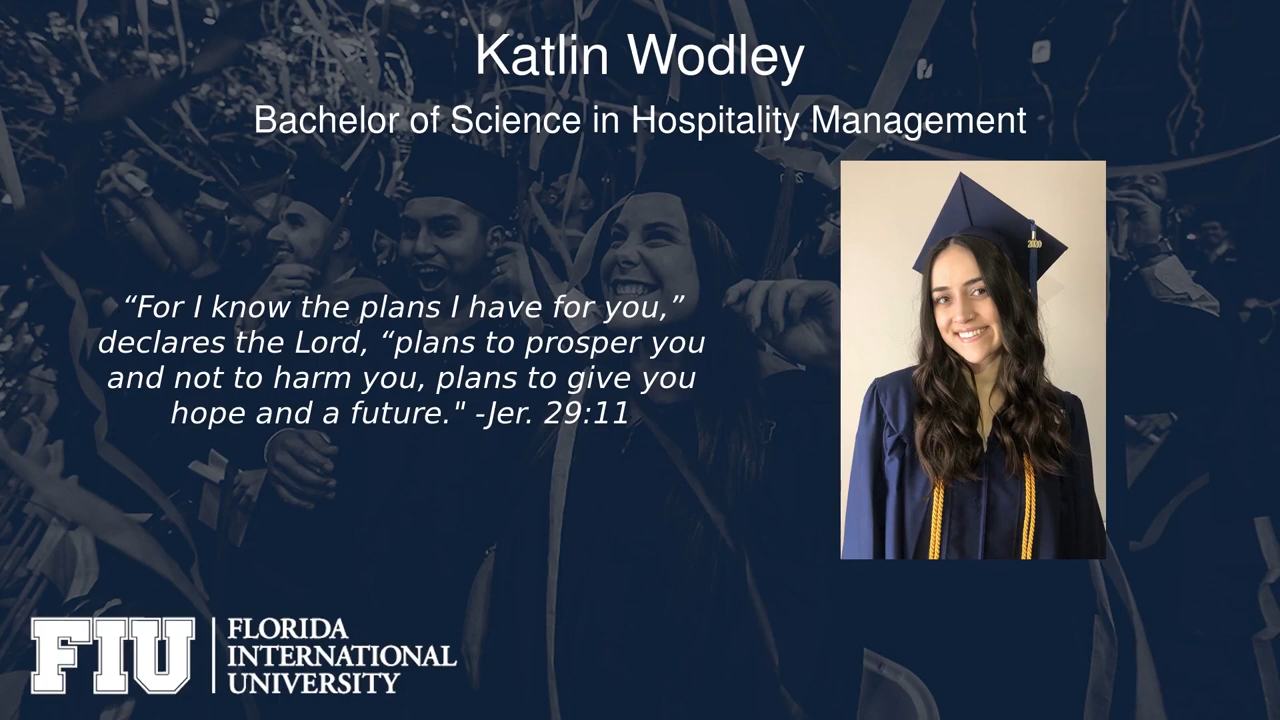 Katlin Wodley
Bachelor of Science in Hospitality Management
“For I know the plans I have for you,”
declares the Lord, “plans to prosper you
and not to harm you, plans to give you
hope and a future." -Jer. 29:11
2020
FIU
FLORIDA
INTERNATIONAL
UNIVERSITY